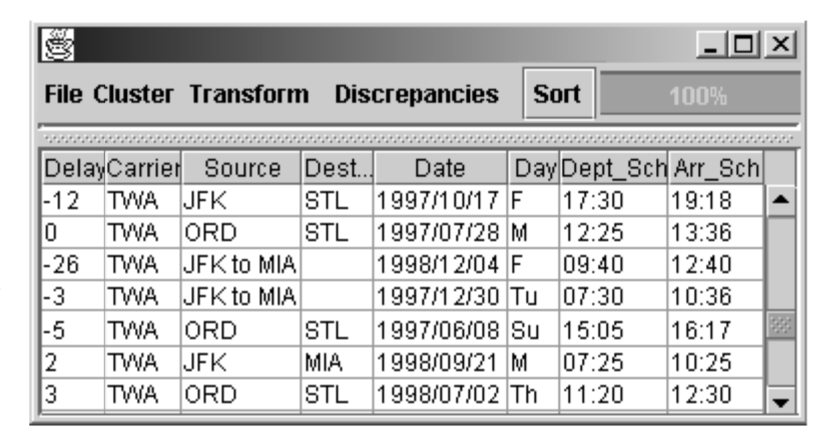 File Cluster Transform Discrepancies Sort 100%
Delay Carrier Source Dest... Date Day Dept_Sch Arr_Sch
-12 TWA JFK STL 1997/10/17 F 17:30 19:18
0 TWA ORD STL 1997/07/28 M 12:25 13:36
-26 TWA JFK to MIA 1998/12/04 F 09:40 12:40
-3 TWA JFK to MIA 1997/12/30 Tu 07:30 10:36
-5 TWA ORD STL 1997/06/08 Su 15:05 16:17
2 TWA JFK MIA 1998/09/21 M 07:25 10:25
3 TWA ORD STL 1998/07/02 Th 11:20 12:30